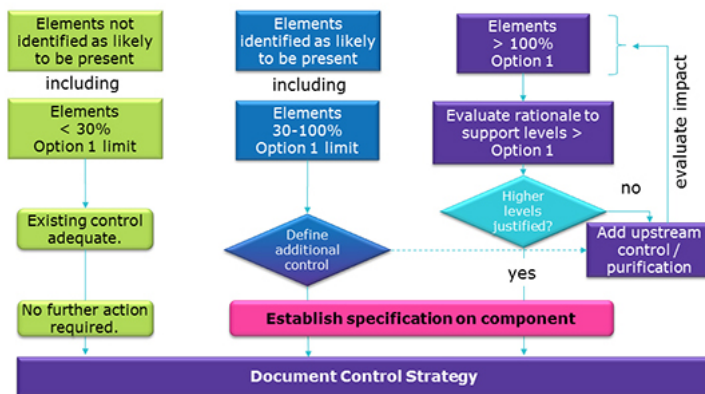 Elements not
identified as likely
to be present
including
Elements
< 30%
Option 1 limit
Existing control
adequate.
No further action
required.
Elements
identified as likely
to be present
including
Elements
30-100%
Option 1 limit
Define
additional
control
Elements
> 100%
Option 1
Evaluate rationale to
support levels >
Option 1
Higher
levels
justified?
no
yes
Add upstream
control /
purification
evaluate impact
Establish specification on component
Document Control Strategy